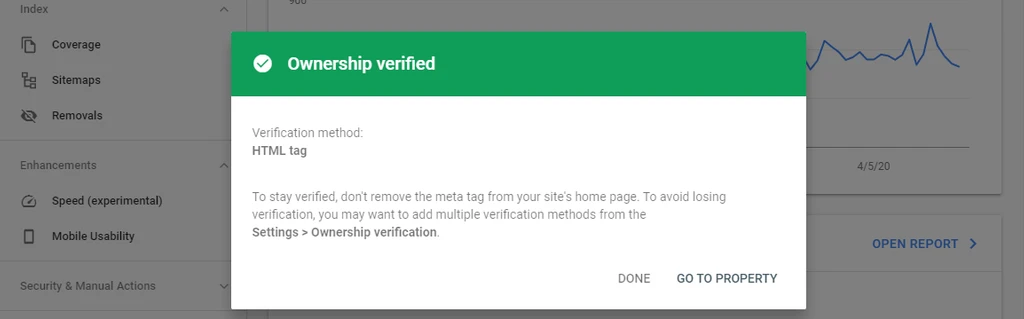 Index
900
Coverage
Sitemaps
Removals
Enhancements
Speed (experimental)
Mobile Usability
Security & Manual Actions
Ownership verified
Verification method:
HTML tag
To stay verified, don't remove the meta tag from your site's home page. To avoid losing
verification, you may want to add multiple verification methods from the
Settings > Ownership verification.
DONE
GO TO PROPERTY
4/5/20
OPEN REPORT